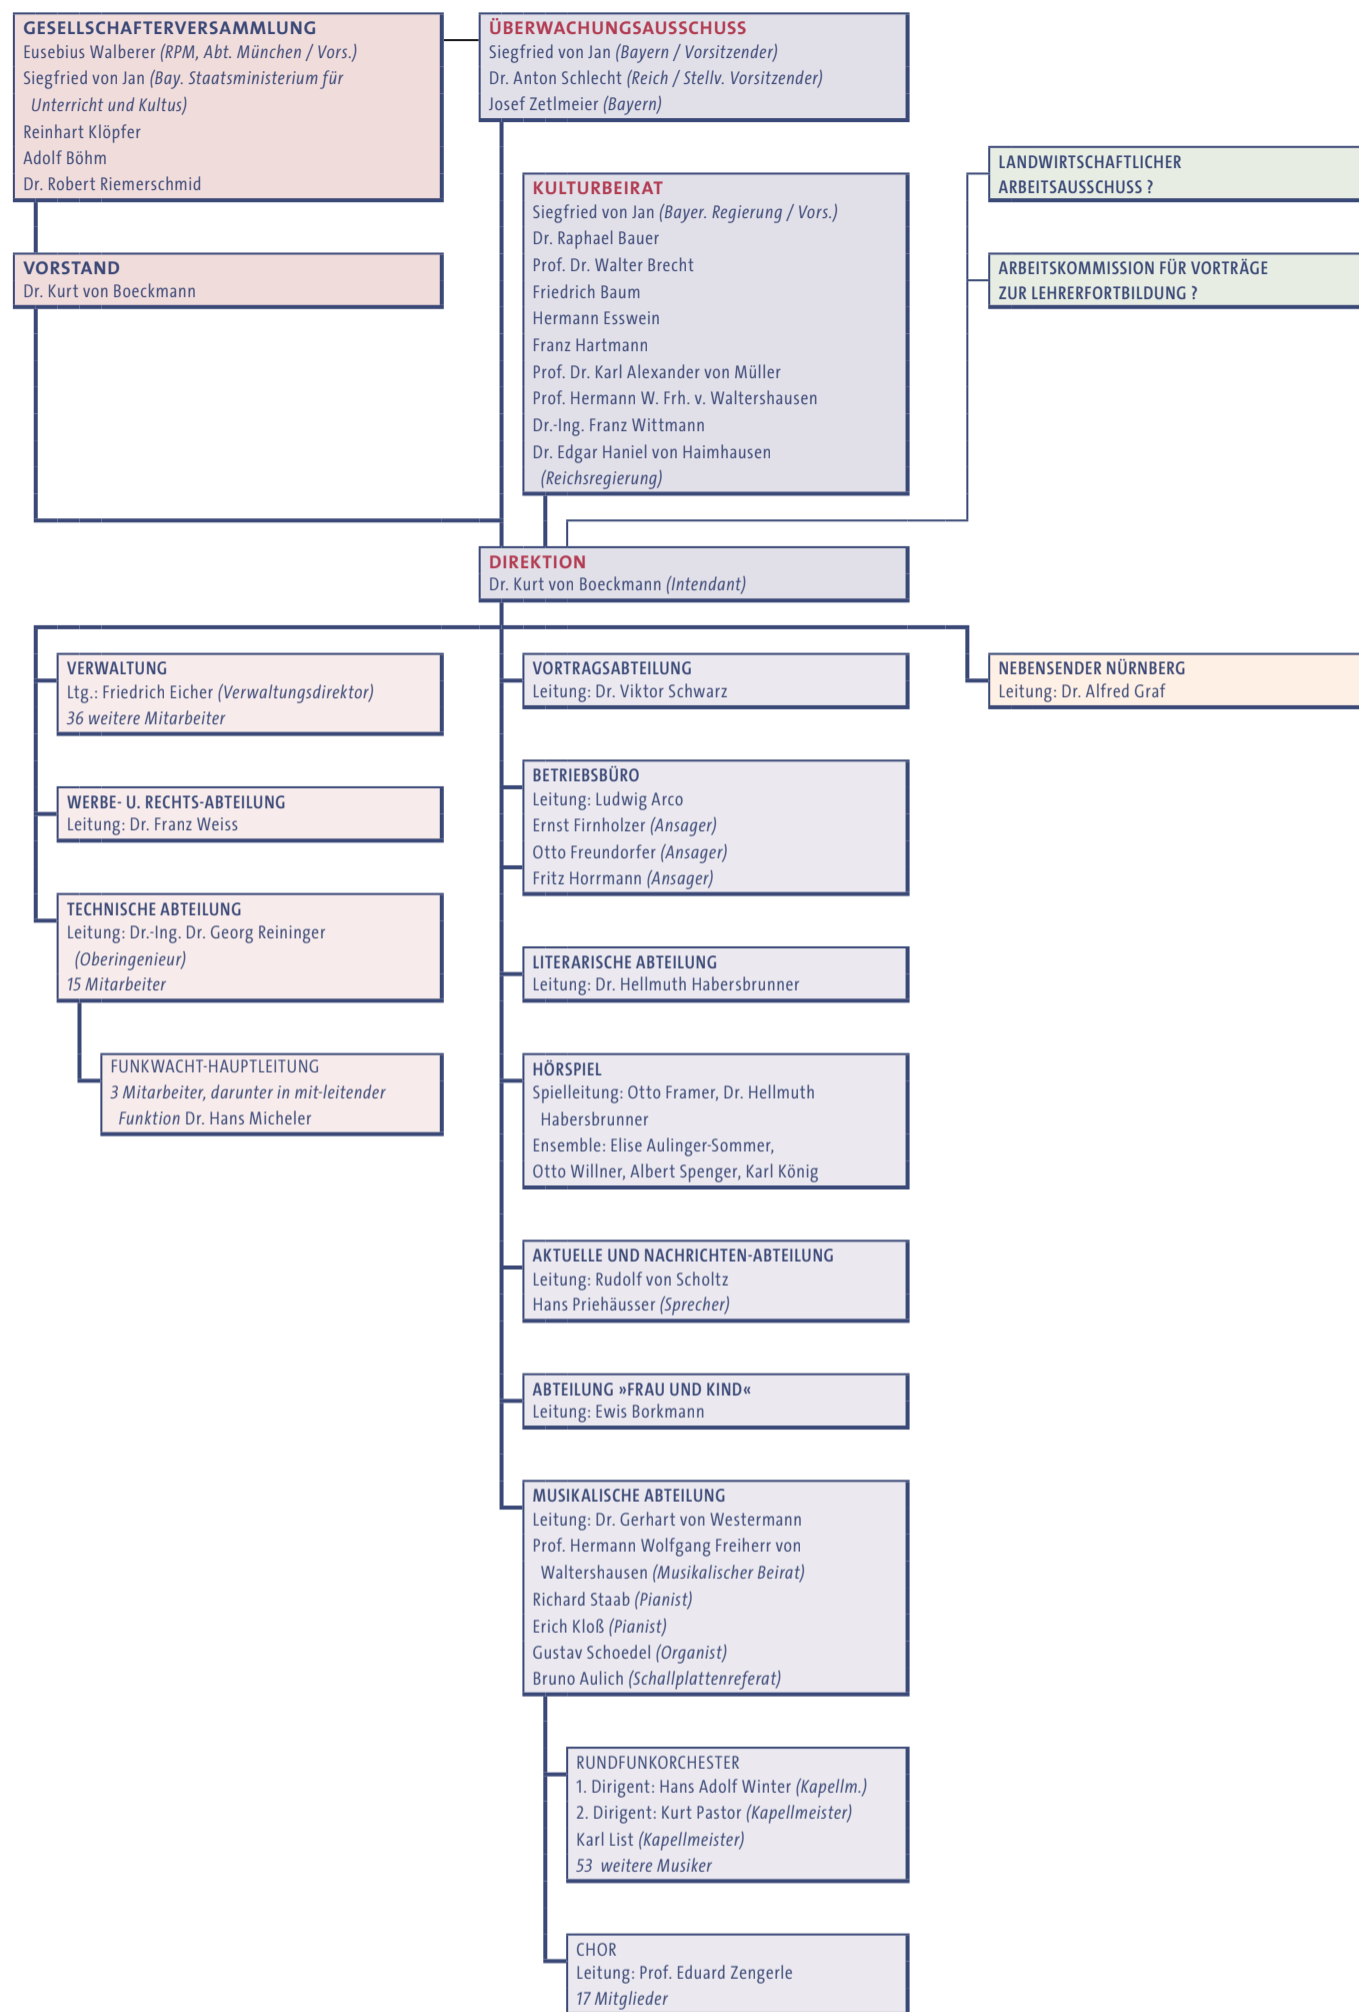 GESELLSCHAFTERVERSAMMLUNG
Eusebius Walberer (RPM, Abt. München / Vors.)
Siegfried von Jan (Bay. Staatsministerium für
Unterricht und Kultus)
Reinhart Klöpfer
Adolf Böhm
Dr. Robert Riemerschmid
VORSTAND
Dr. Kurt von Boeckmann
ÜBERWACHUNGSAUSSCHUSS
Siegfried von Jan (Bayern / Vorsitzender)
Dr. Anton Schlecht (Reich / Stellv. Vorsitzender)
Josef Zetlmeier (Bayern)
KULTURBEIRAT
Siegfried von Jan (Bayer. Regierung / Vors.)
Dr. Raphael Bauer
Prof. Dr. Walter Brecht
Friedrich Baum
Hermann Esswein
Franz Hartmann
Prof. Dr. Karl Alexander von Müller
Prof. Hermann W. Frh. v. Waltershausen
Dr.-Ing. Franz Wittmann
Dr. Edgar Haniel von Haimhausen
(Reichsregierung)
LANDWIRTSCHAFTLICHER
ARBEITSAUSSCHUSS ?
ARBEITSKOMMISSION FÜR VORTRÄGE
ZUR LEHRERFORTBILDUNG ?
DIREKTION
Dr. Kurt von Boeckmann (Intendant)
VERWALTUNG
Ltg.: Friedrich Eicher (Verwaltungsdirektor)
36 weitere Mitarbeiter
WERBE- U. RECHTS-ABTEILUNG
Leitung: Dr. Franz Weiss
TECHNISCHE ABTEILUNG
Leitung: Dr.-Ing. Dr. Georg Reininger
(Oberingenieur)
15 Mitarbeiter
FUNKWACHT-HAUPTLEITUNG
3 Mitarbeiter, darunter in mit-leitender
Funktion Dr. Hans Micheler
VORTRAGSABTEILUNG
Leitung: Dr. Viktor Schwarz
BETRIEBSBÜRO
Leitung: Ludwig Arco
Ernst Firnholzer (Ansager)
Otto Freundorfer (Ansager)
Fritz Horrmann (Ansager)
LITERARISCHE ABTEILUNG
Leitung: Dr. Hellmuth Habersbrunner
HÖRSPIEL
Spielleitung: Otto Framer, Dr. Hellmuth
Habersbrunner
Ensemble: Elise Aulinger-Sommer,
Otto Willner, Albert Spenger, Karl König
AKTUELLE UND NACHRICHTEN-ABTEILUNG
Leitung: Rudolf von Scholtz
Hans Priehäusser (Sprecher)
ABTEILUNG »FRAU UND KIND«
Leitung: Ewis Borkmann
MUSIKALISCHE ABTEILUNG
Leitung: Dr. Gerhart von Westermann
Prof. Hermann Wolfgang Freiherr von
Waltershausen (Musikalischer Beirat)
Richard Staab (Pianist)
Erich Kloß (Pianist)
Gustav Schoedel (Organist)
Bruno Aulich (Schallplattenreferat)
RUNDFUNKORCHESTER
1. Dirigent: Hans Adolf Winter (Kapellm.)
2. Dirigent: Kurt Pastor (Kapellmeister)
Karl List (Kapellmeister)
53 weitere Musiker
CHOR
Leitung: Prof. Eduard Zengerle
17 Mitglieder
NEBENSENDER NÜRNBERG
Leitung: Dr. Alfred Graf